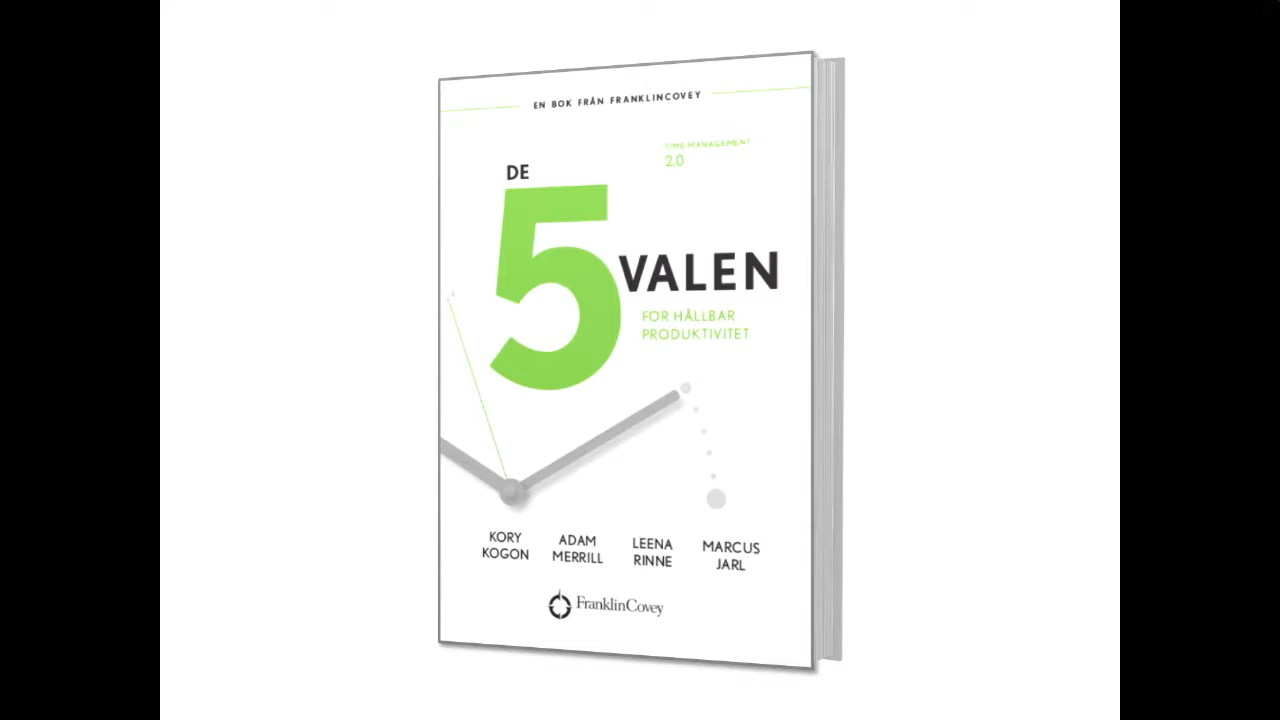 EN BOK FRÅN FRANKLINCOVEY
TIME MANAGEMENT
2.0
DE
5
VALEN
FÖR HÅLLBAR
PRODUKTIVITET
KORY
KOGON
ADAM
MERRILL
LEENA
RINNE
MARCUS
JARL
FranklinCovey